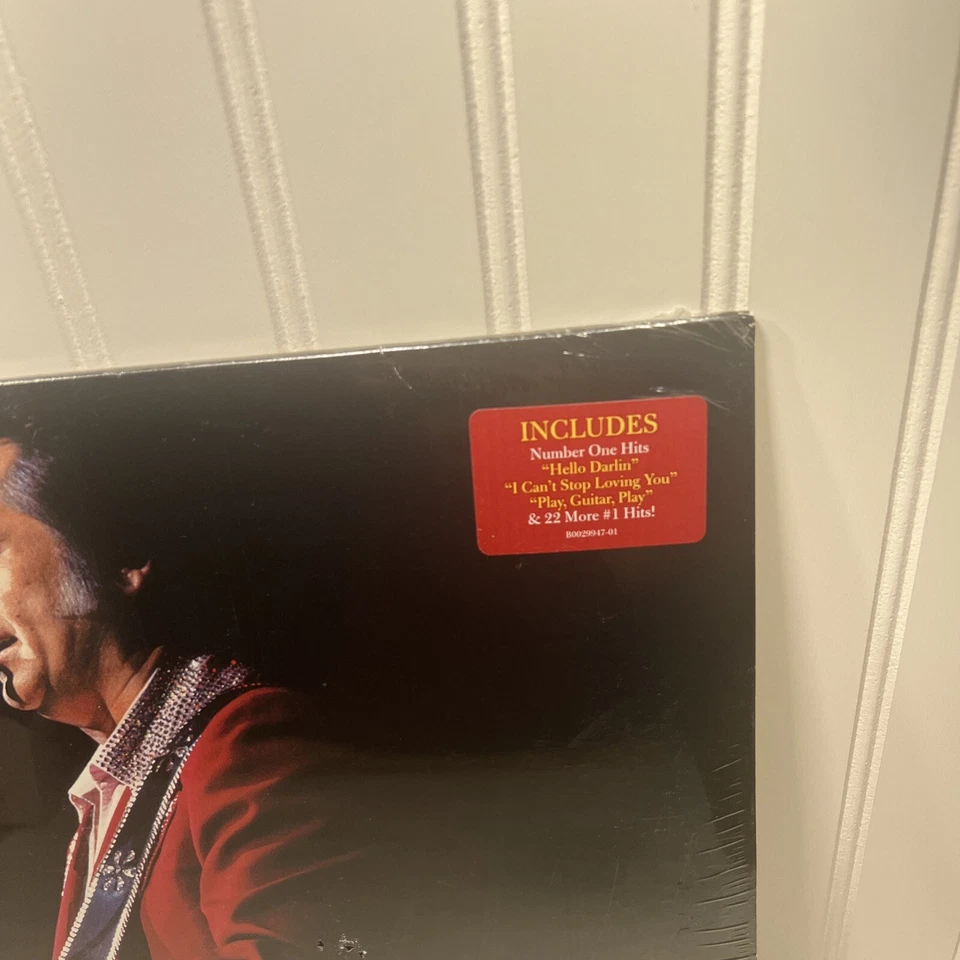 INCLUDES
Number One Hits
“Hello Darlin”
“I Can't Stop Loving You”
“Play, Guitar, Play”
& 22 More #1 Hits!
B0029947-01